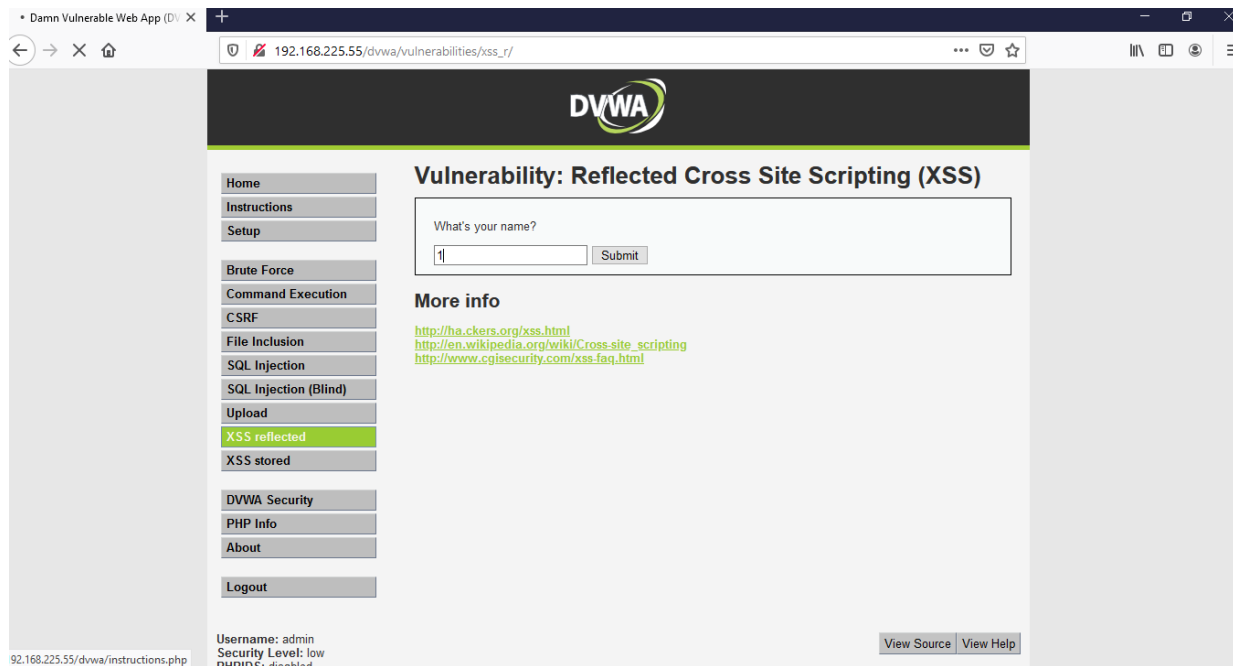 Damn Vulnerable Web App (DV
192.168.225.55/dvwa/vulnerabilities/xss_r/
DVWA
Home
Instructions
Setup
Brute Force
Command Execution
CSRF
File Inclusion
SQL Injection
SQL Injection (Blind)
Upload
XSS reflected
XSS stored
DVWA Security
PHP Info
About
Logout
Vulnerability: Reflected Cross Site Scripting (XSS)
What's your name?
1
Submit
More info
http://ha.ckers.org/xss.html
http://en.wikipedia.org/wiki/Cross-site_scripting
http://www.cgisecurity.com/xss-faq.html
Username: admin
Security Level: low
PHPIDS: disabled
View Source
View Help
92.168.225.55/dvwa/instructions.php